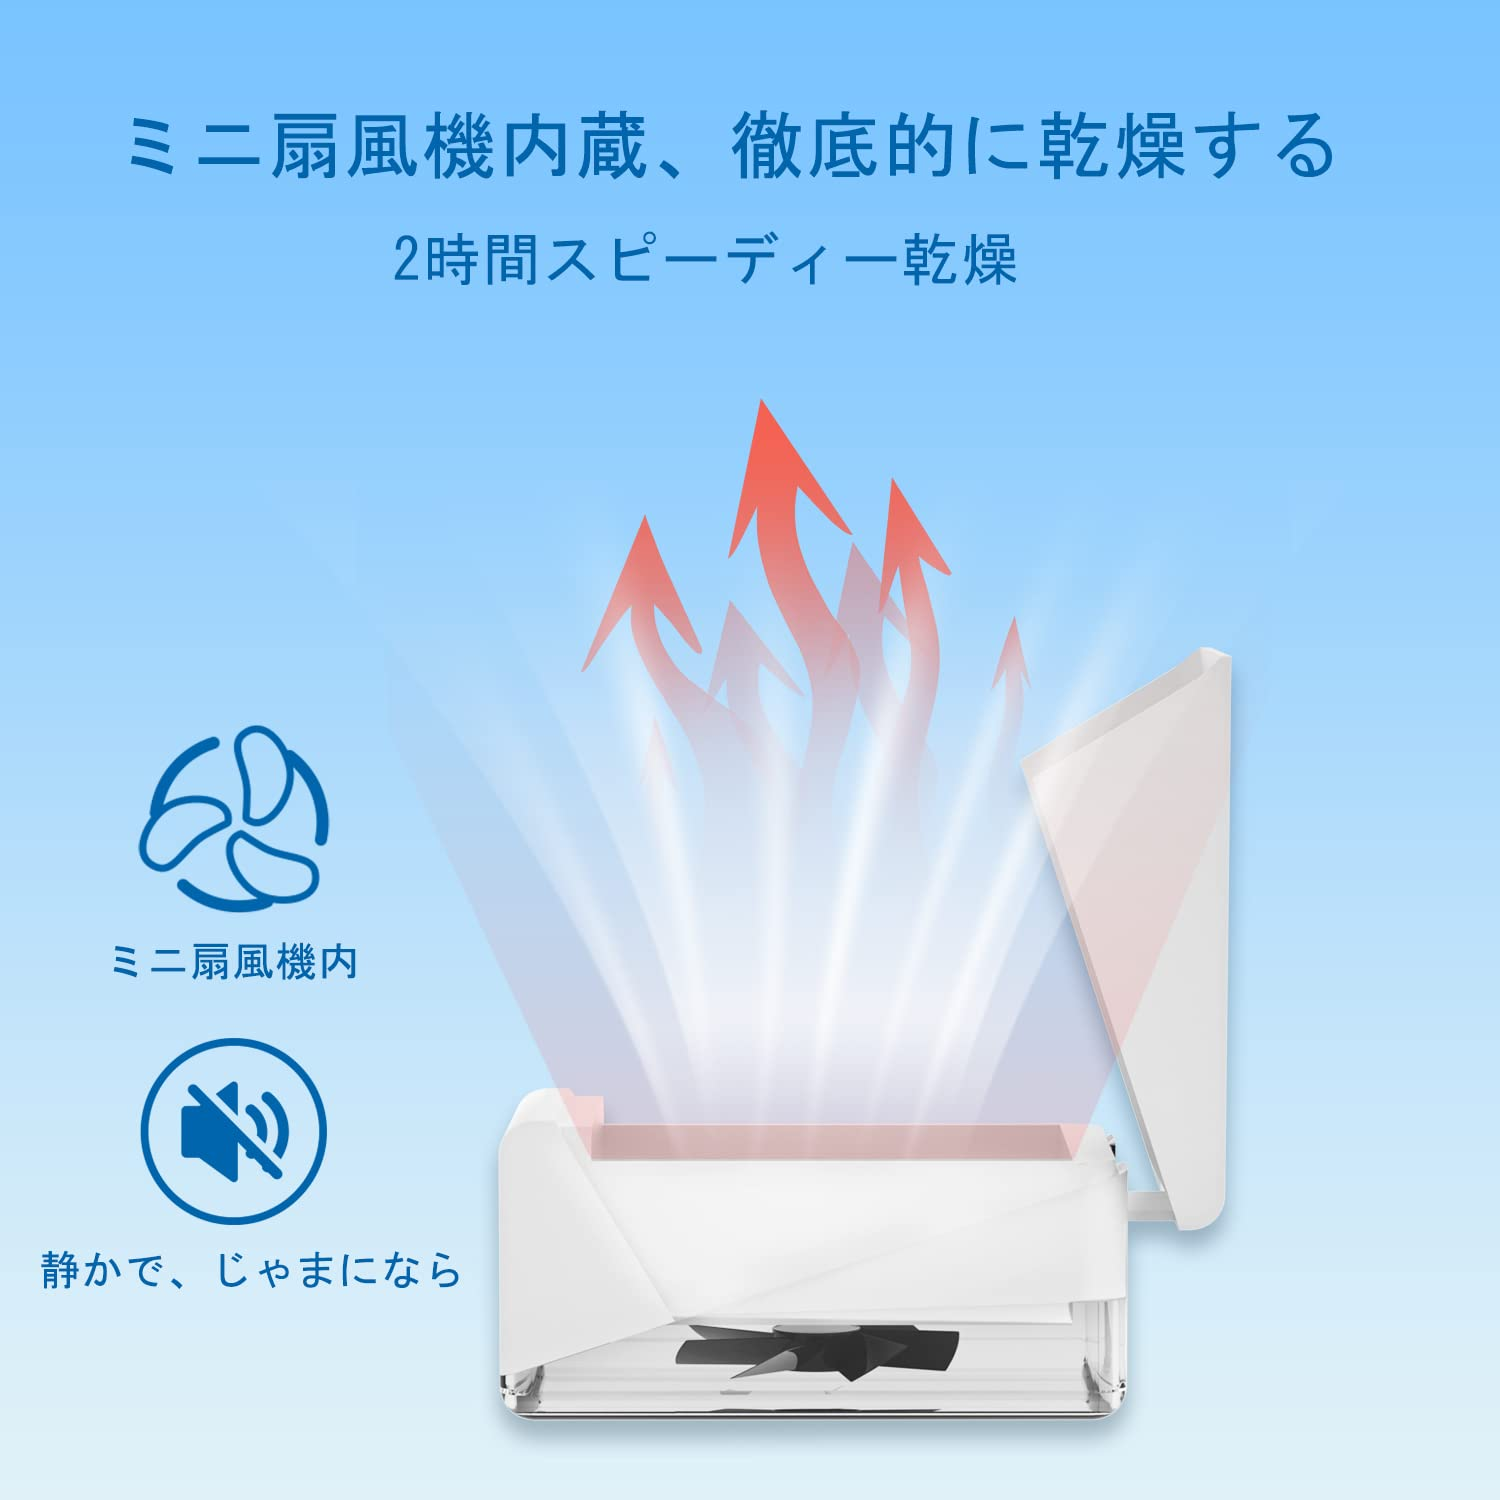 ミニ扇風機内蔵、徹底的に乾燥する
2時間スピーディー乾燥
ミニ扇風機内
静かで、じゃまになら